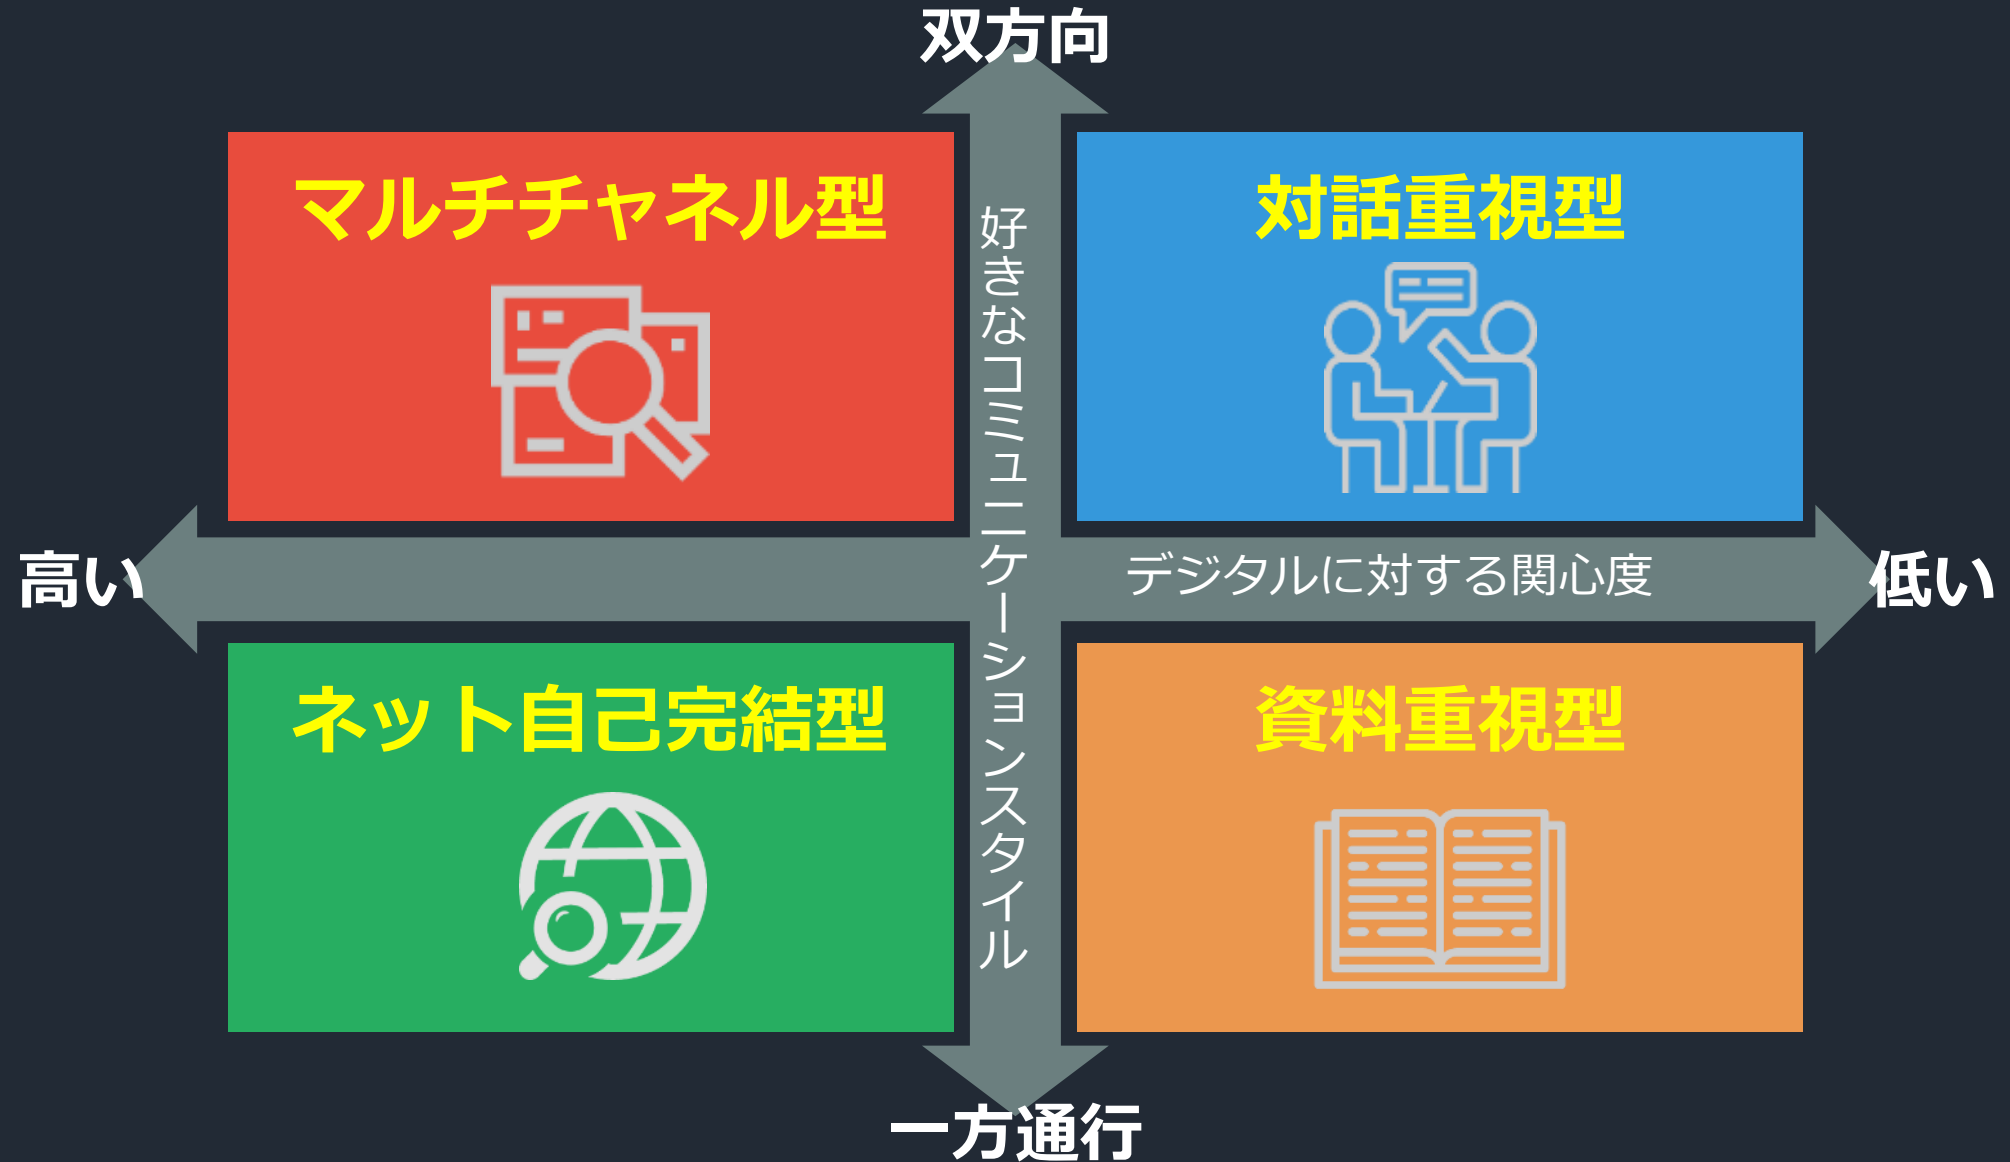 双方向
マルチチャネル型
対話重視型
好きなコミュニケーションスタイル
高い
デジタルに対する関心度
低い
ネット自己完結型
資料重視型
一方通行